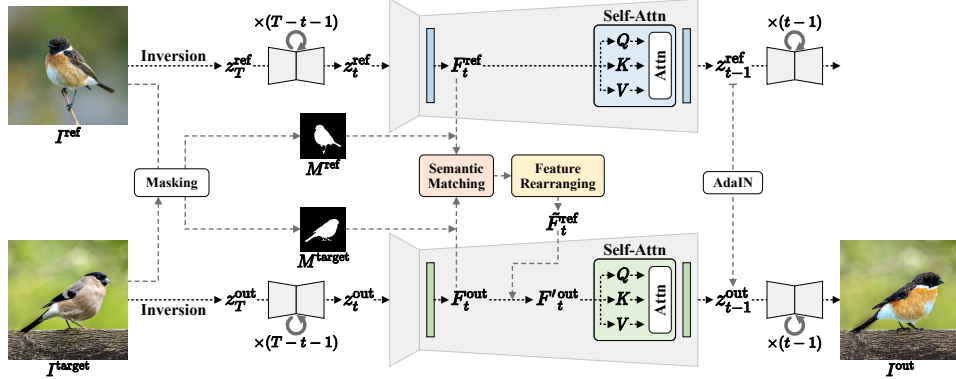 ×(T−t−1)
Self-Attn
×(t−1)
Inversion
z_T^ref
z_t^ref
F_t^ref
Q
K
V
Attn
z_{t−1}^ref
I^ref
M^ref
Masking
Semantic
Matching
Feature
Rearranging
AdaIN
F̃_t^ref
M^target
Self-Attn
Inversion
z_T^out
z_t^out
F_t^out
F'_t^out
Q
K
V
Attn
z_{t−1}^out
×(T−t−1)
×(t−1)
I^target
I^out